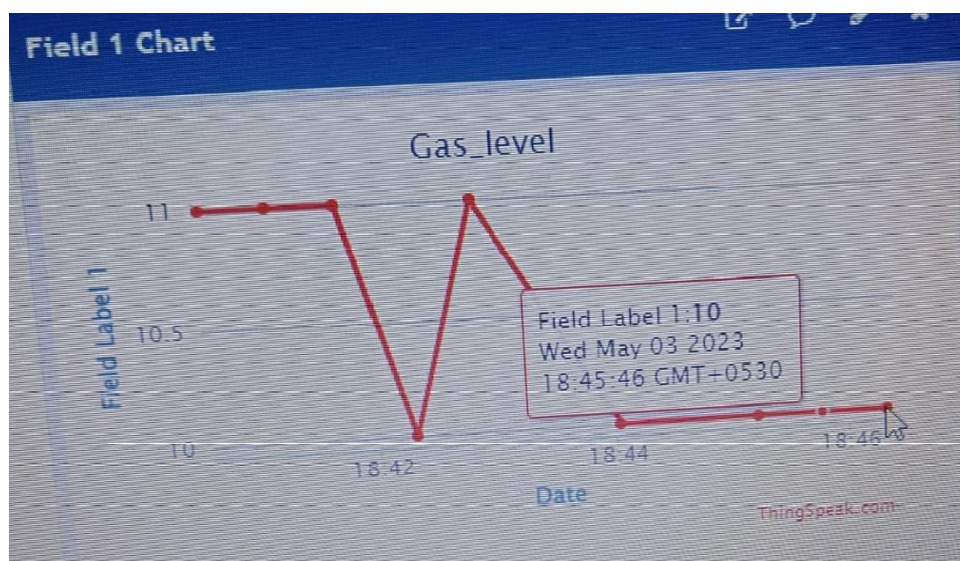 Field 1 Chart
Gas_level
11
10.5
10
Field Label 1
Field Label 1:10
Wed May 03 2023
18:45:46 GMT+0530
18:42
18:44
18:46
Date
ThingSpeak.com